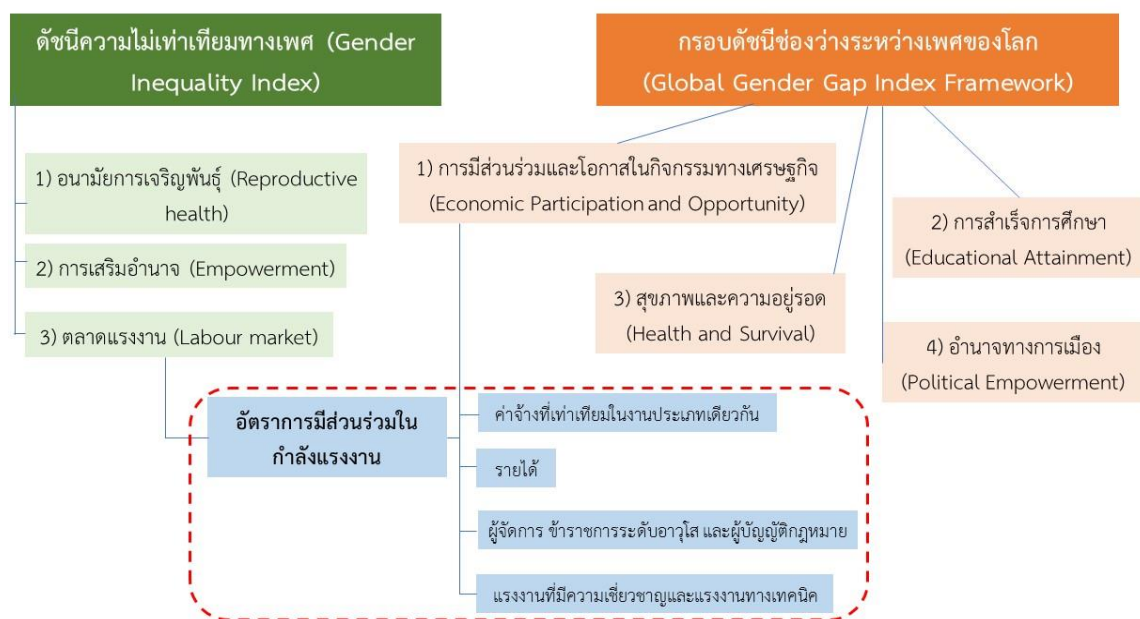 ดัชนีความไม่เท่าเทียมทางเพศ (Gender
Inequality Index)
1) อนามัยการเจริญพันธุ์ (Reproductive
health)
2) การเสริมอำนาจ (Empowerment)
3) ตลาดแรงงาน (Labour market)
กรอบดัชนีช่องว่างระหว่างเพศของโลก
(Global Gender Gap Index Framework)
1) การมีส่วนร่วมและโอกาสในกิจกรรมทางเศรษฐกิจ
(Economic Participation and Opportunity)
2) การสำเร็จการศึกษา
(Educational Attainment)
3) สุขภาพและความอยู่รอด
(Health and Survival)
4) อำนาจทางการเมือง
(Political Empowerment)
อัตราการมีส่วนร่วมใน
กำลังแรงงาน
ค่าจ้างที่เท่าเทียมในงานประเภทเดียวกัน
รายได้
ผู้จัดการ ข้าราชการระดับอาวุโส และผู้บัญญัติกฎหมาย
แรงงานที่มีความเชี่ยวชาญและแรงงานทางเทคนิค